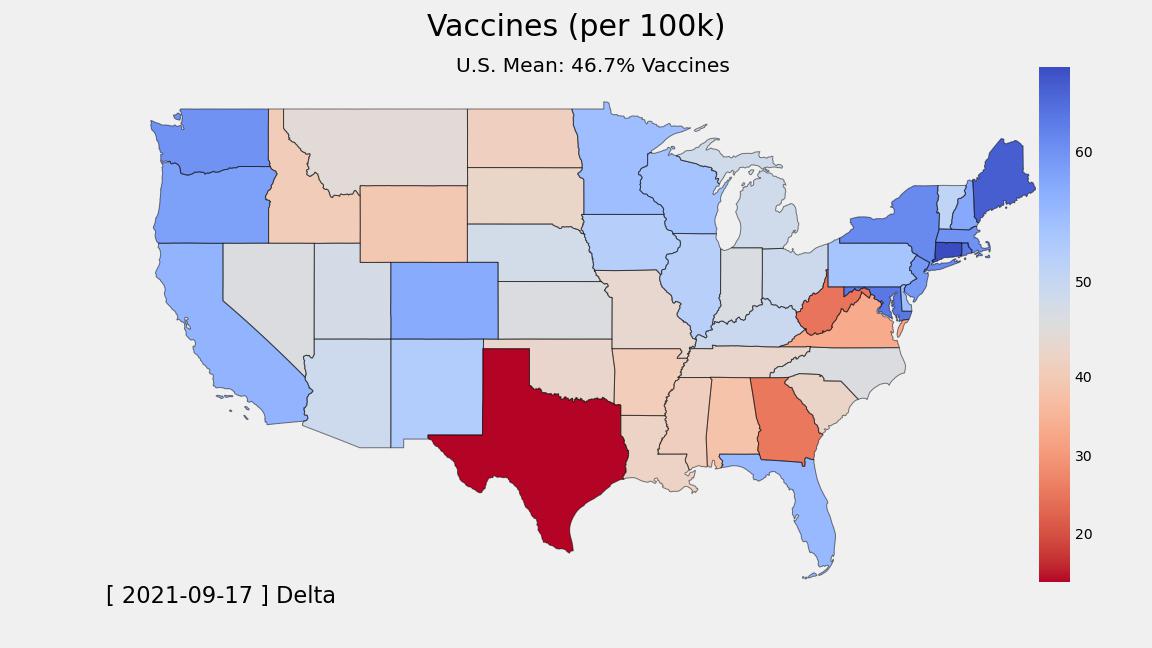 Vaccines (per 100k)
U.S. Mean: 46.7% Vaccines
60
50
40
30
20
[ 2021-09-17 ] Delta